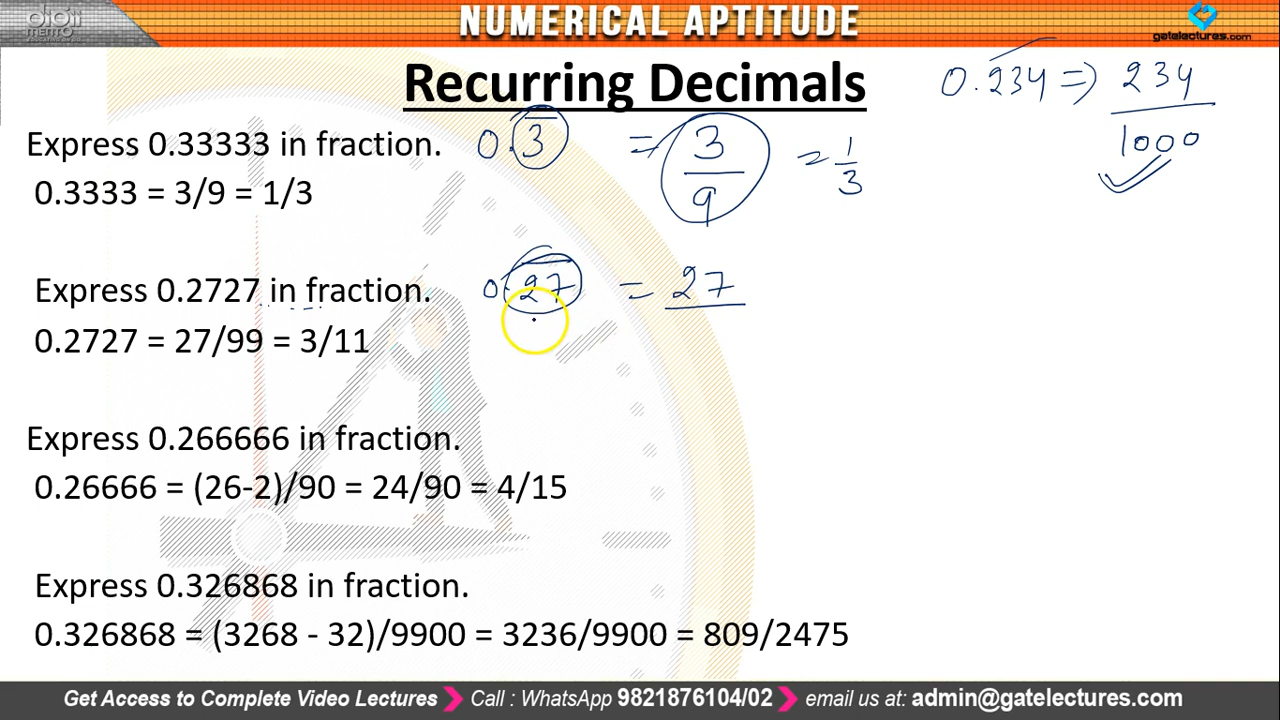 digii
mento
NUMERICAL APTITUDE
gatelectures.com
Recurring Decimals
0.234 => 234/1000
Express 0.33333 in fraction.
0.3 => 3/9 = 1/3
0.3333 = 3/9 = 1/3
Express 0.2727 in fraction.
0.27 = 27
0.2727 = 27/99 = 3/11
Express 0.266666 in fraction.
0.26666 = (26-2)/90 = 24/90 = 4/15
Express 0.326868 in fraction.
0.326868 = (3268 - 32)/9900 = 3236/9900 = 809/2475
Get Access to Complete Video Lectures Call : WhatsApp 9821876104/02 email us at: admin@gatelectures.com